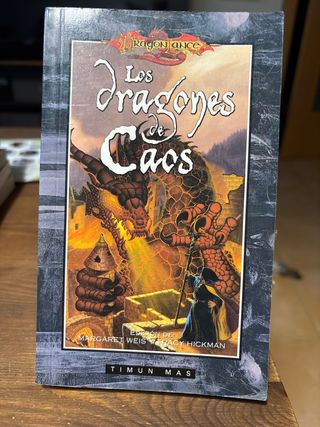 DRAGONLANCE
Los
dragones
de
Caos
EDICIÓN DE
MARGARET WEIS Y TRACY HICKMAN
TIMUN MAS